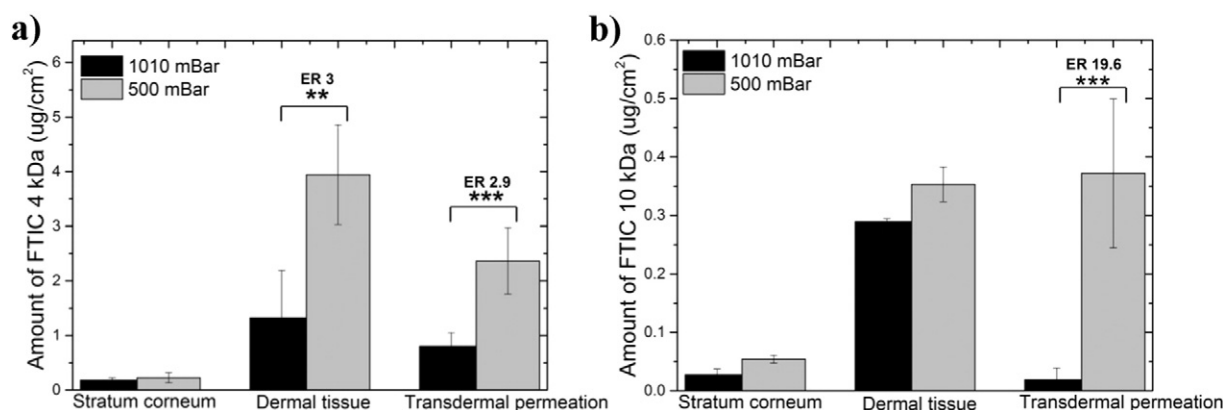 a)
Amount of FTIC 4 kDa (ug/cm²)
6
5
4
3
2
1
0
1010 mBar
500 mBar
ER 3
**
ER 2.9
***
Stratum corneum
Dermal tissue
Transdermal permeation
b)
Amount of FTIC 10 kDa (ug/cm²)
0.6
0.5
0.4
0.3
0.2
0.1
0.0
1010 mBar
500 mBar
ER 19.6
***
Stratum corneum
Dermal tissue
Transdermal permeation